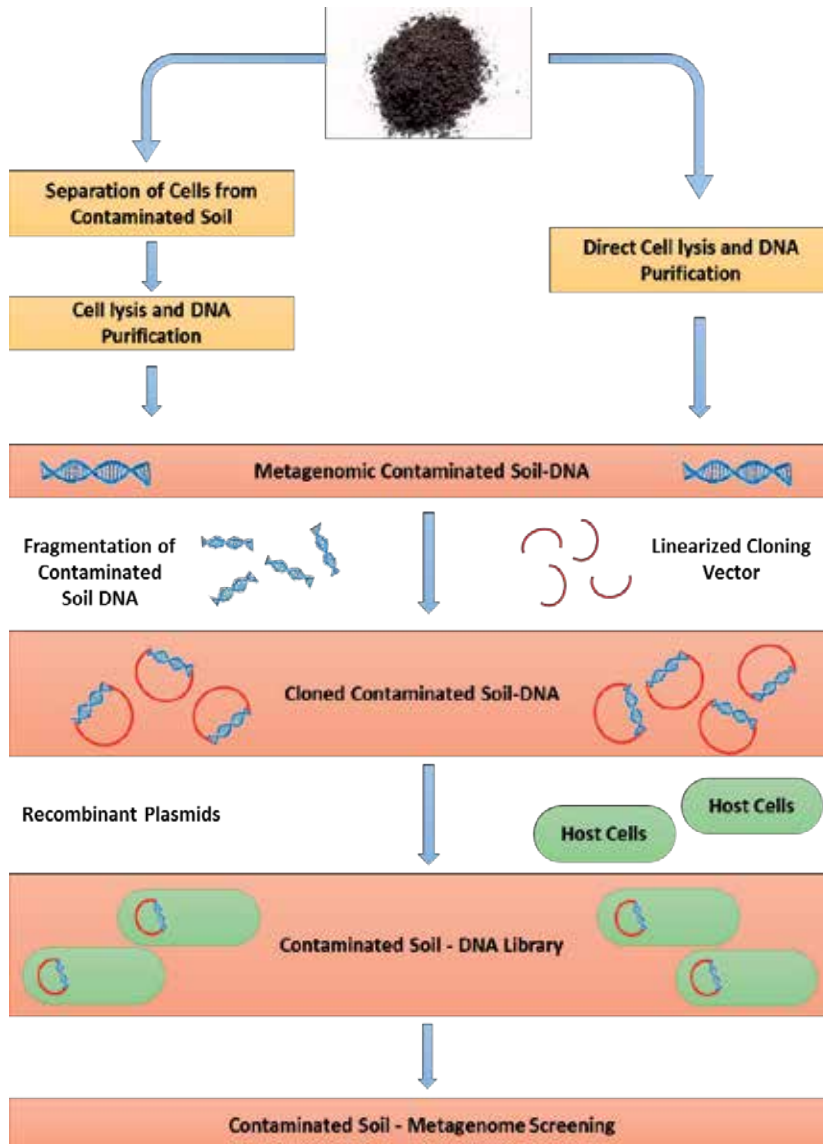 Separation of Cells from
Contaminated Soil
Direct Cell lysis and DNA
Purification
Cell lysis and DNA
Purification
Metagenomic Contaminated Soil-DNA
Fragmentation of
Contaminated
Soil DNA
Linearized Cloning
Vector
Cloned Contaminated Soil-DNA
Recombinant Plasmids
Host Cells
Host Cells
Contaminated Soil - DNA Library
Contaminated Soil - Metagenome Screening